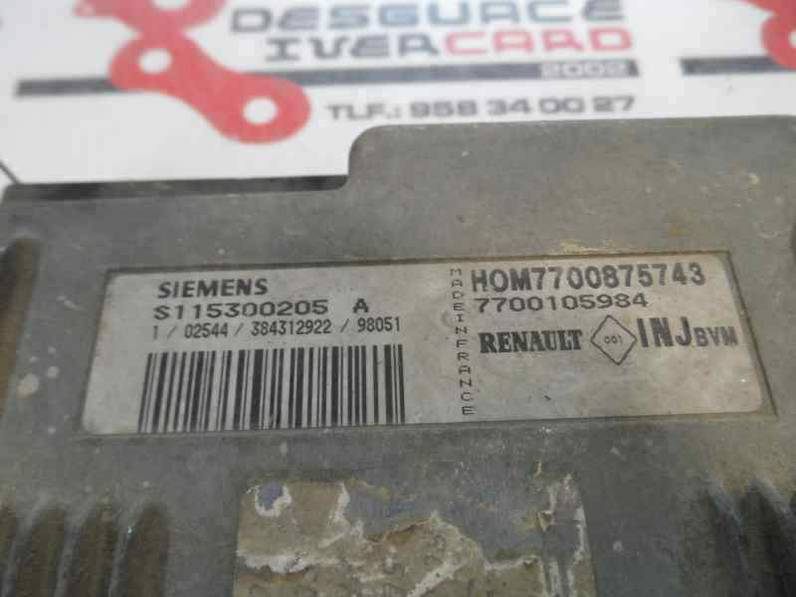 DESGUACE
IVERCARD
2002
TLF.: 958 34 00 27
SIEMENS
S115300205 A
1 / 02544 / 384312922 / 98051
MADE IN FRANCE
HOM7700875743
7700105984
RENAULT 001 INJ BVM